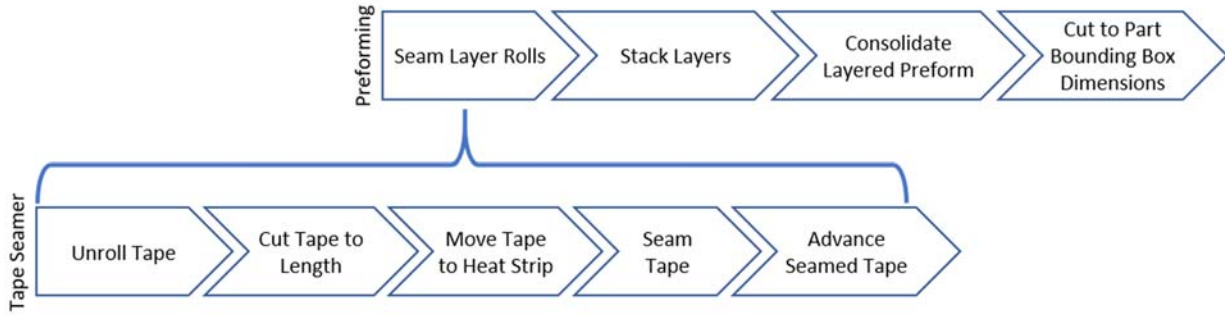 Preforming
Seam Layer Rolls
Stack Layers
Consolidate
Layered Preform
Cut to Part
Bounding Box
Dimensions
Tape Seamer
Unroll Tape
Cut Tape to
Length
Move Tape
to Heat Strip
Seam
Tape
Advance
Seamed Tape